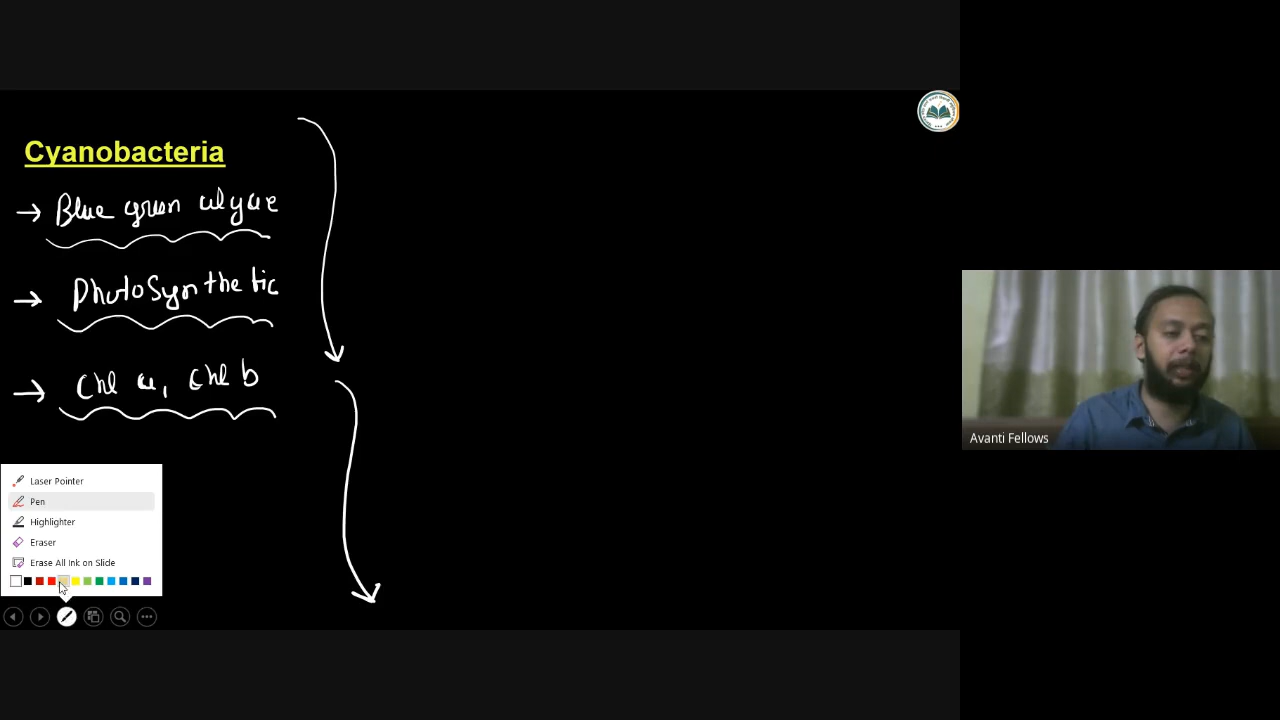 Cyanobacteria
→ Blue green algae
→ Photosynthetic
→ Chl a, Chl b
Laser Pointer
Pen
Highlighter
Eraser
Erase All Ink on Slide
Avanti Fellows